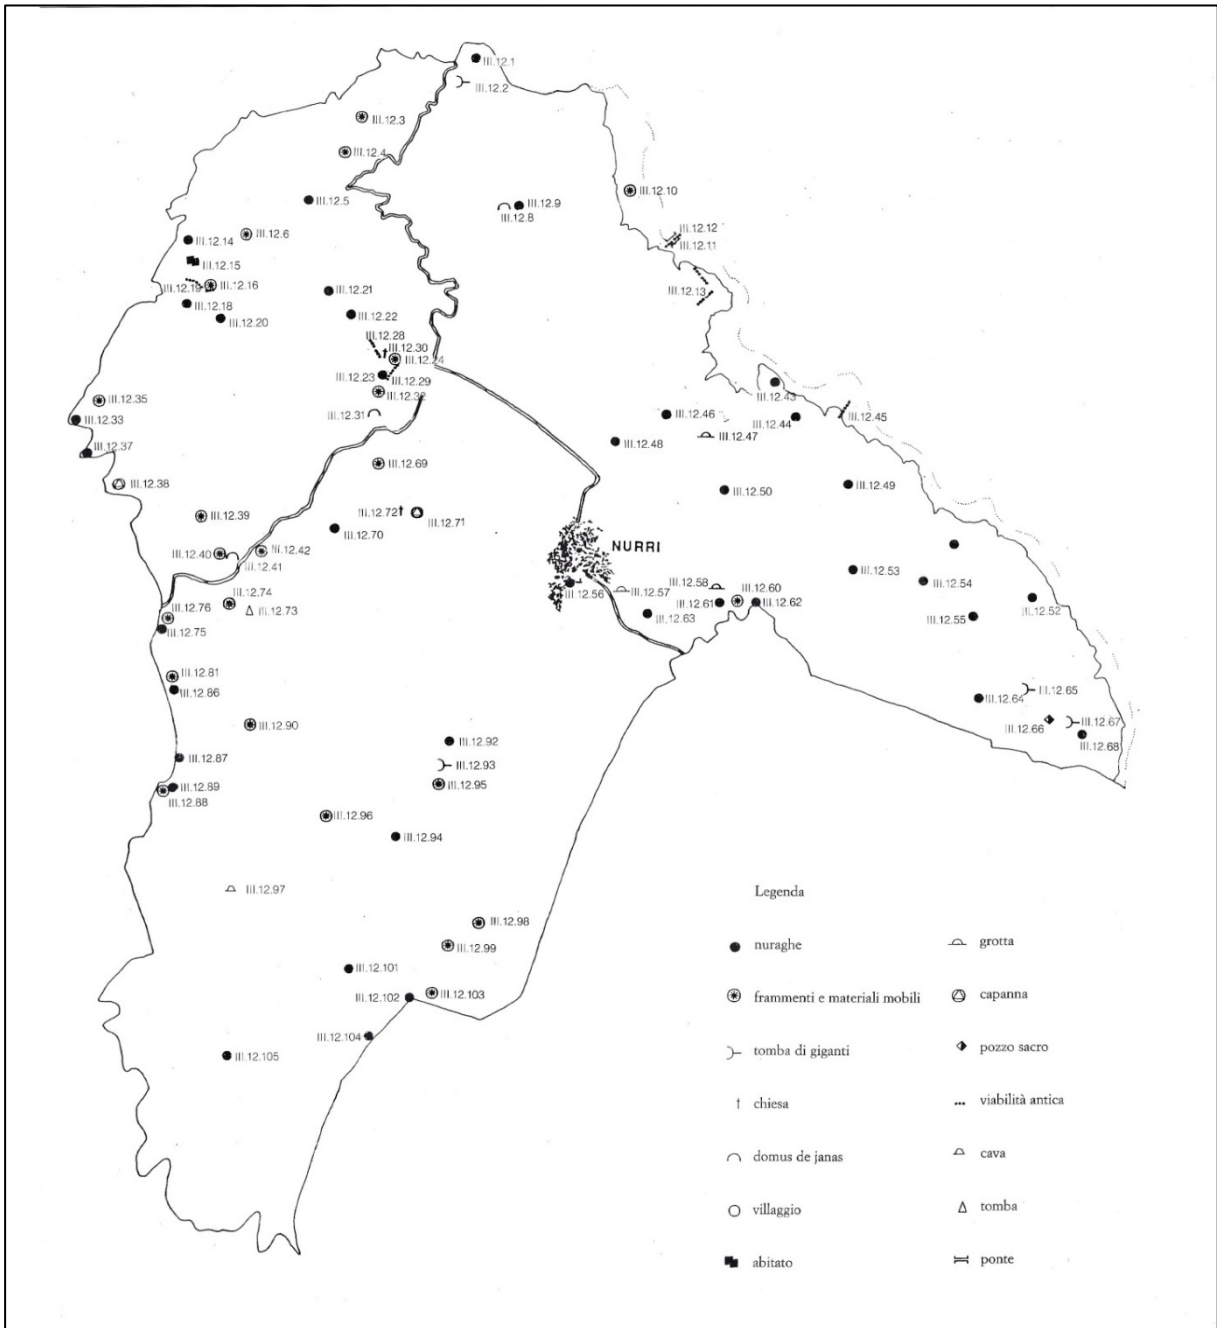 III.12.1
III.12.2
III.12.3
III.12.4
III.12.10
III.12.5
III.12.9
III.12.8
III.12.12
III.12.6
III.12.14
III.12.11
III.12.15
III.12.19
III.12.16
III.12.13
III.12.21
III.12.18
III.12.20
III.12.22
III.12.28
III.12.30
III.12.24
III.12.23
III.12.29
III.12.32
III.12.43
III.12.35
III.12.33
III.12.31
III.12.46
III.12.44
III.12.45
III.12.47
III.12.48
III.12.37
III.12.69
III.12.38
III.12.49
III.12.50
III.12.39
III.12.72
III.12.71
III.12.70
NURRI
III.12.40
III.12.42
III.12.41
III.12.53
III.12.54
III.12.74
III.12.56
III.12.57
III.12.58
III.12.60
III.12.76
III.12.73
III.12.61
III.12.62
III.12.52
III.12.75
III.12.63
III.12.55
III.12.81
III.12.86
III.12.64
III.12.65
III.12.90
III.12.66
III.12.67
III.12.68
III.12.92
III.12.87
III.12.93
III.12.95
III.12.89
III.12.88
III.12.96
III.12.94
III.12.97
III.12.98
III.12.99
III.12.101
III.12.102
III.12.103
III.12.104
III.12.105
Legenda
nuraghe
grotta
frammenti e materiali mobili
capanna
tomba di giganti
pozzo sacro
chiesa
viabilità antica
domus de janas
cava
villaggio
tomba
abitato
ponte